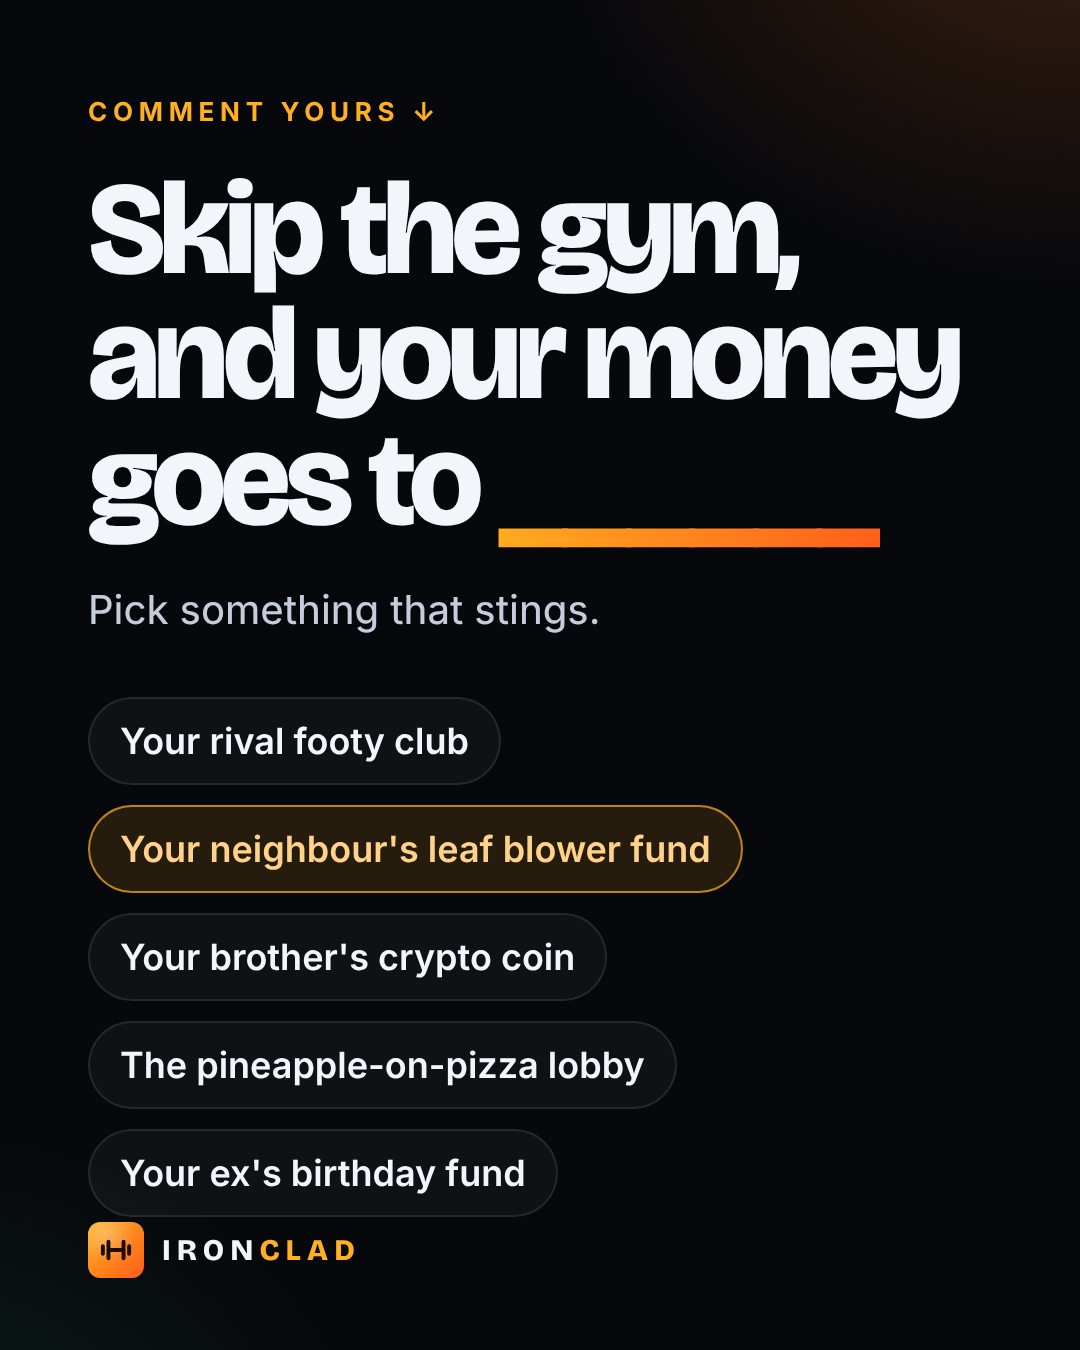 COMMENT YOURS ↓
Skip the gym,
and your money
goes to ______
Pick something that stings.
Your rival footy club
Your neighbour's leaf blower fund
Your brother's crypto coin
The pineapple-on-pizza lobby
Your ex's birthday fund
IRONCLAD